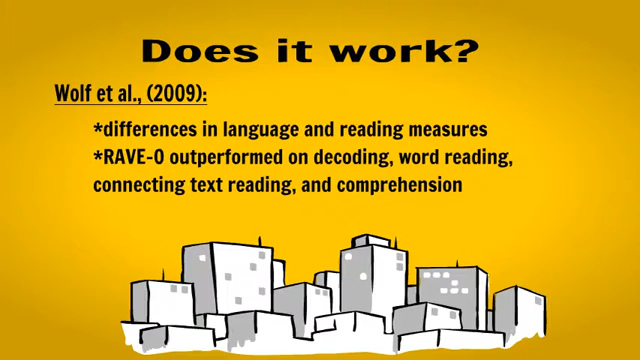 Does it work?
Wolf et al., (2009):
*differences in language and reading measures
*RAVE-O outperformed on decoding, word reading,
connecting text reading, and comprehension